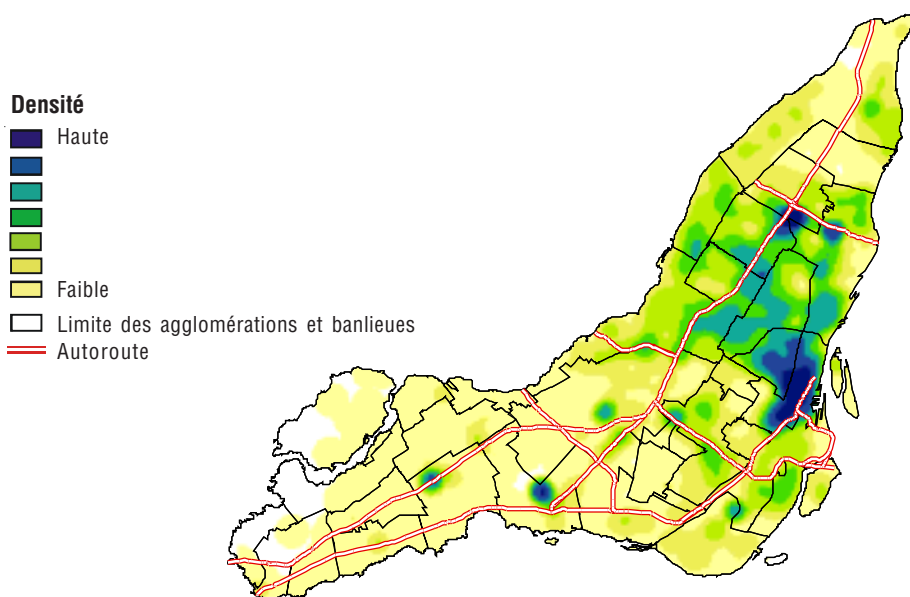 Densité
Haute
Faible
Limite des agglomérations et banlieues
Autoroute